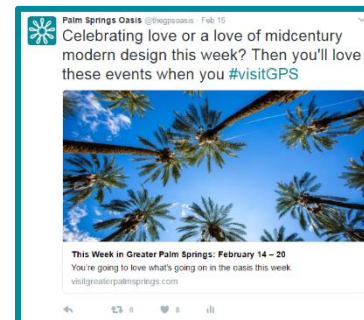 Palm Springs Oasis @thegpsoasis · Feb 15
Celebrating love or a love of midcentury
modern design this week? Then you'll love
these events when you #visitGPS
This Week in Greater Palm Springs: February 14 – 20
You're going to love what's going on in the oasis this week.
visitgreaterpalmsprings.com
6 8